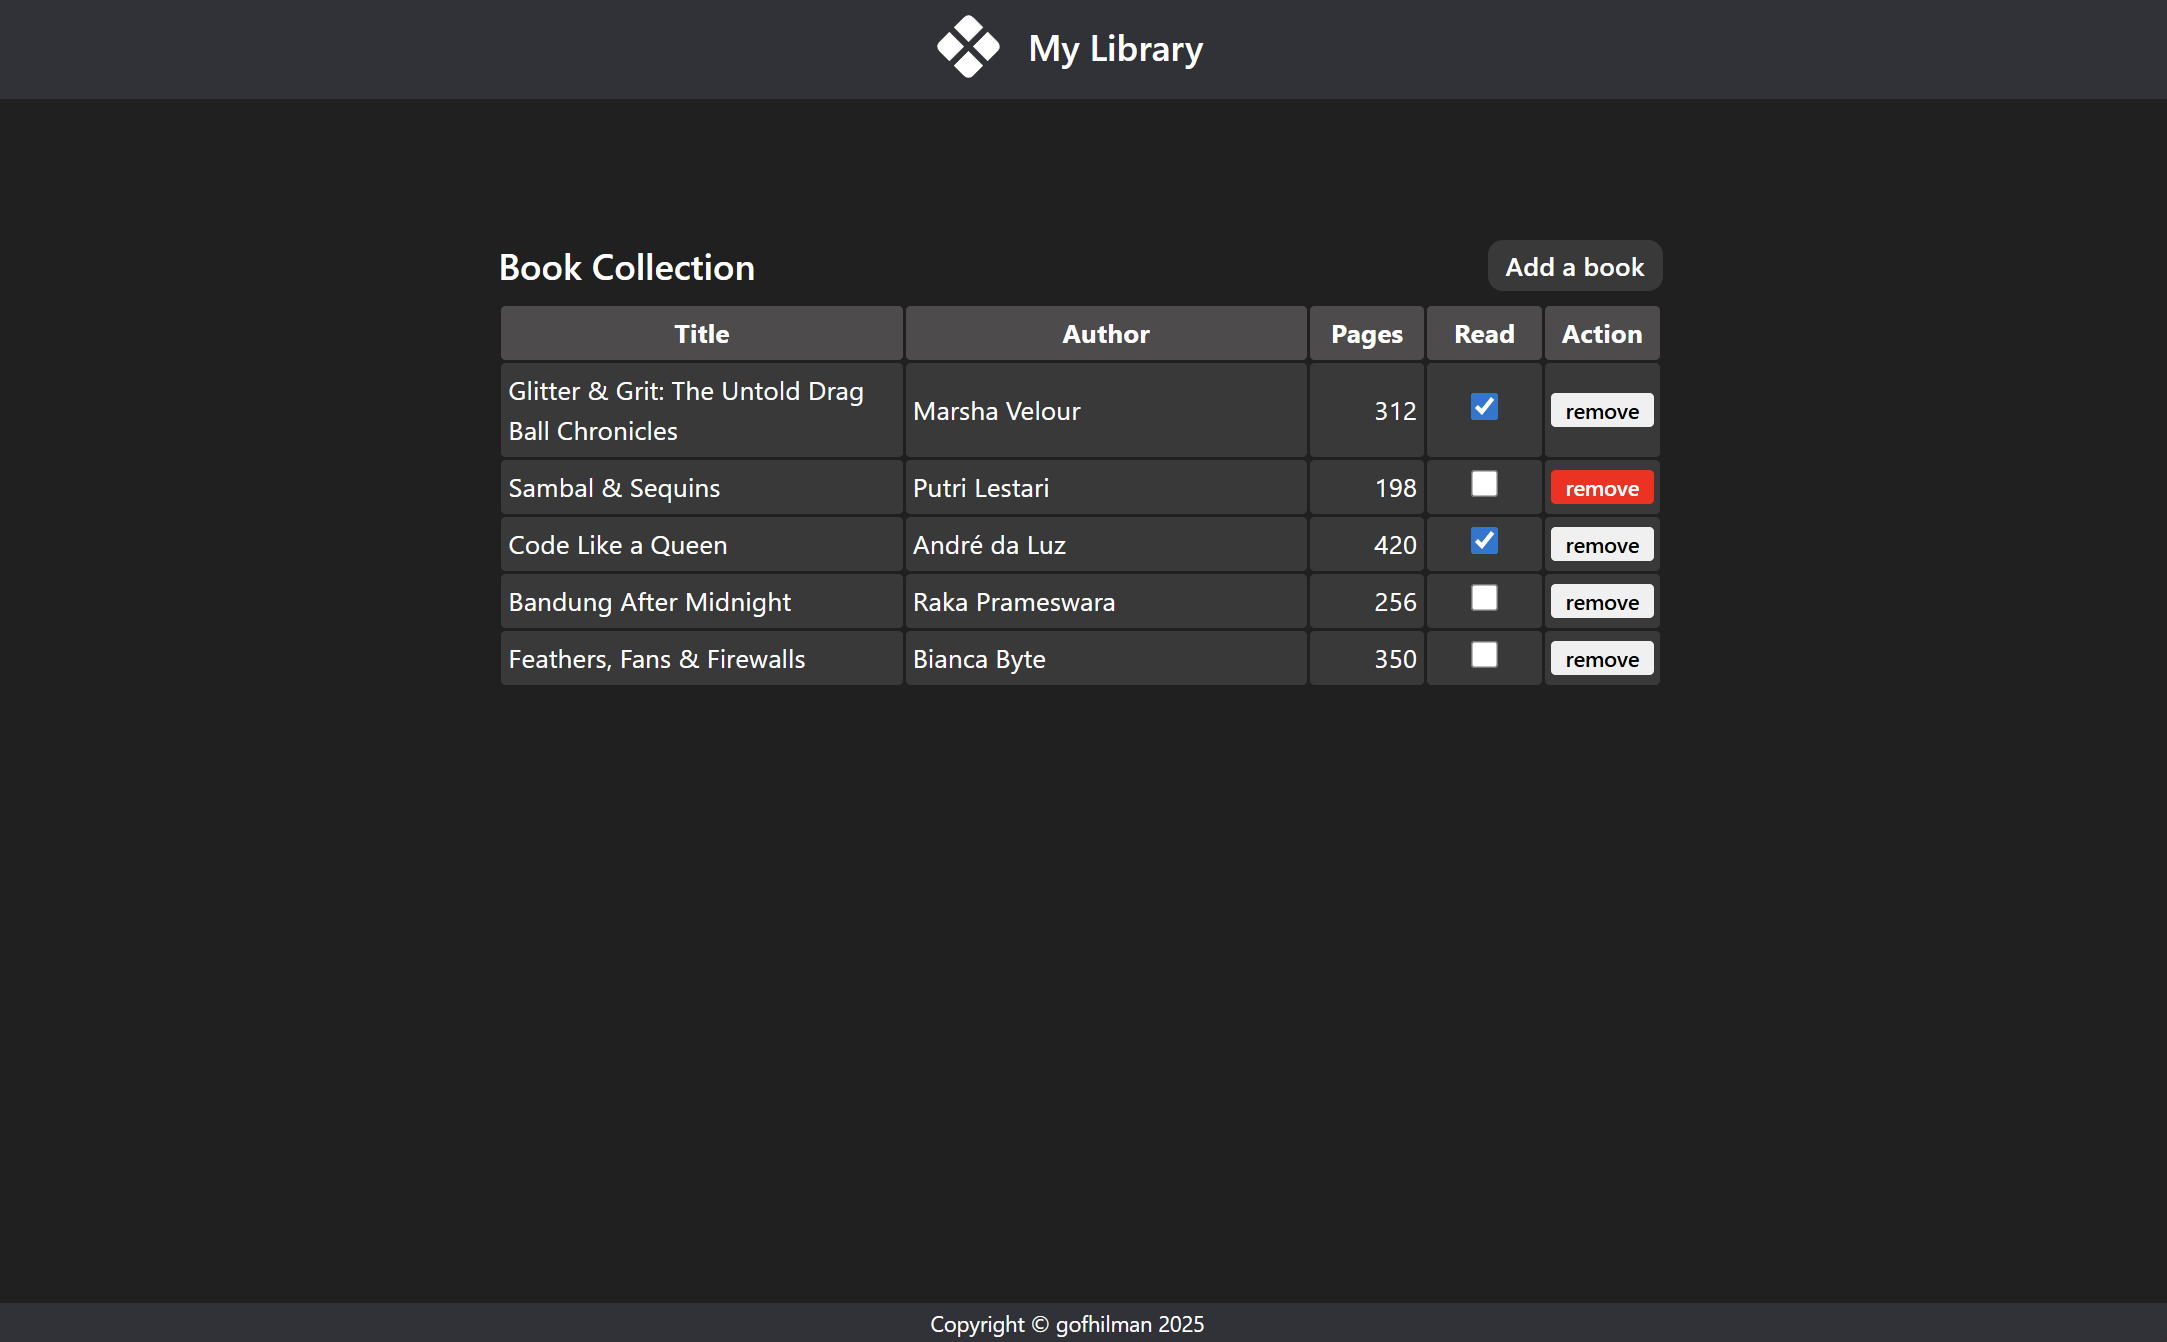 My Library
Book Collection
Add a book
Title Author Pages Read Action
Glitter & Grit: The Untold Drag
Ball Chronicles
Marsha Velour 312 remove
Sambal & Sequins Putri Lestari 198 remove
Code Like a Queen André da Luz 420 remove
Bandung After Midnight Raka Prameswara 256 remove
Feathers, Fans & Firewalls Bianca Byte 350 remove
Copyright © gofhilman 2025